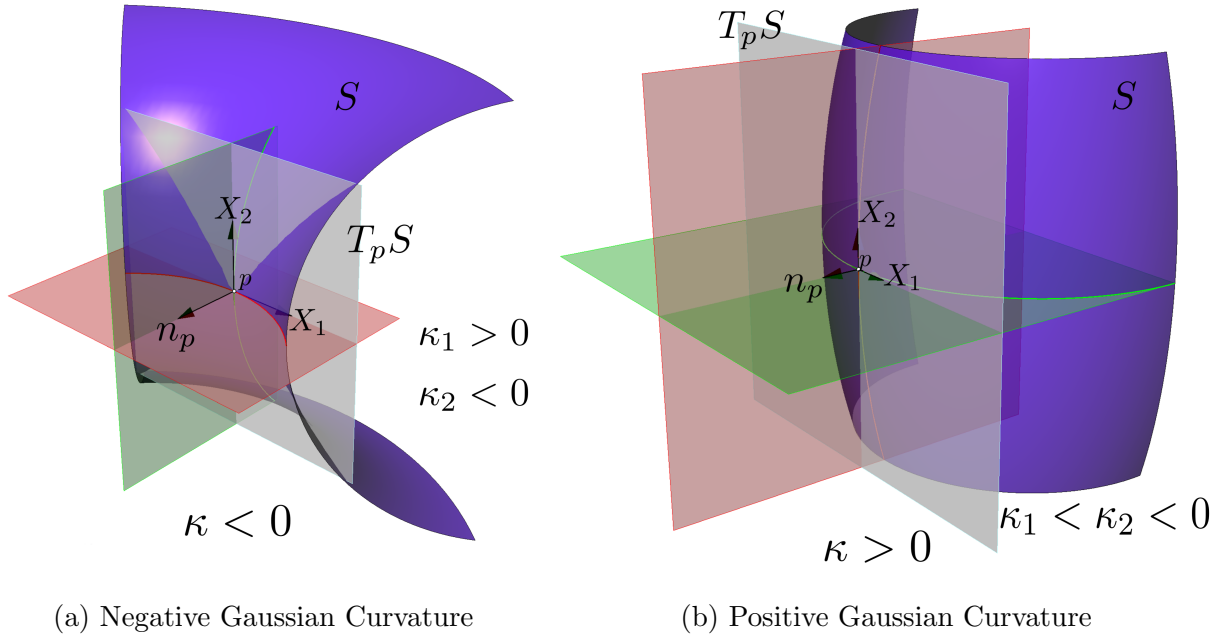 S
X₂
TₚS
p
nₚ
X₁
κ₁ > 0
κ₂ < 0
κ < 0
(a) Negative Gaussian Curvature
TₚS
S
X₂
p
nₚ
X₁
κ₁ < κ₂ < 0
κ > 0
(b) Positive Gaussian Curvature